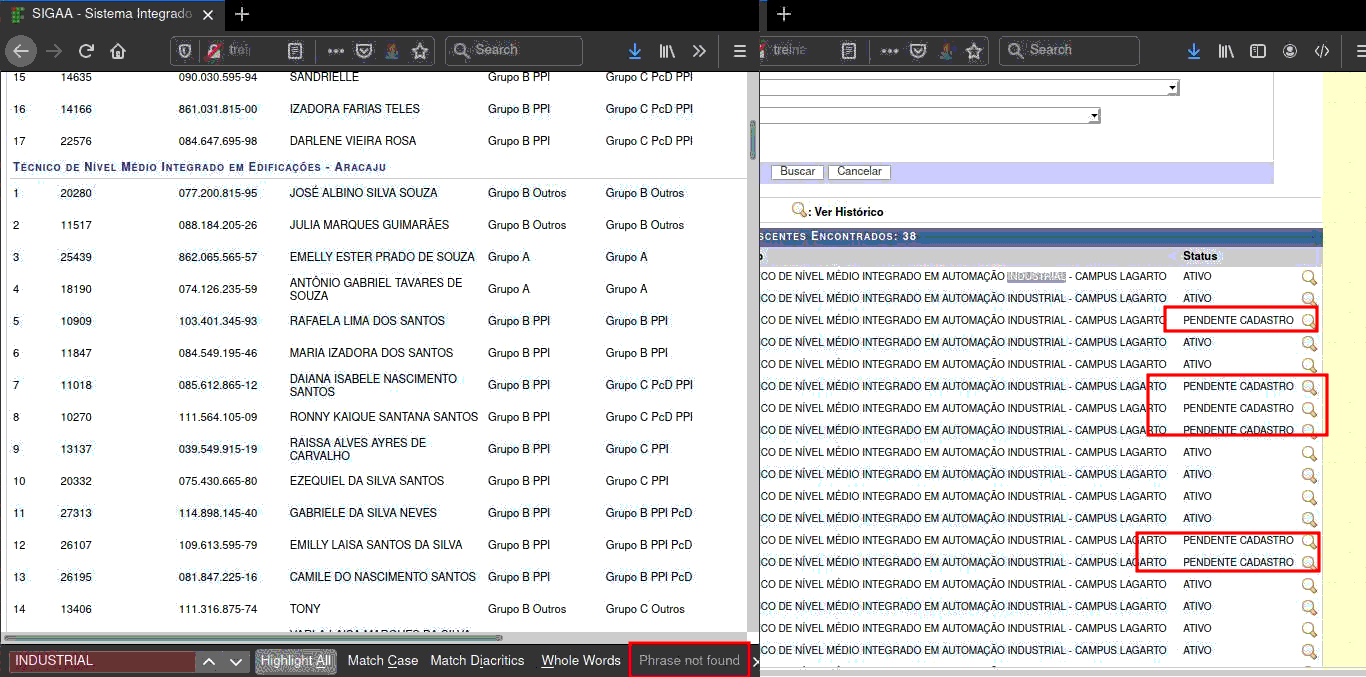 SIGAA - Sistema Integrado
Search
Search
15 14635 090.030.595-94 SANDRIELLE Grupo B PPI Grupo C PcD PPI
16 14166 861.031.815-00 IZADORA FARIAS TELES Grupo B PPI Grupo C PcD PPI
17 22576 084.647.695-98 DARLENE VIEIRA ROSA Grupo B PPI Grupo C PcD PPI
TÉCNICO DE NÍVEL MÉDIO INTEGRADO EM EDIFICAÇÕES - ARACAJU
1 20280 077.200.815-95 JOSÉ ALBINO SILVA SOUZA Grupo B Outros Grupo B Outros
2 11517 088.184.205-26 JULIA MARQUES GUIMARÃES Grupo B Outros Grupo B Outros
3 25439 862.065.565-57 EMELLY ESTER PRADO DE SOUZA Grupo A Grupo A
4 18190 074.126.235-59 ANTÔNIO GABRIEL TAVARES DE
SOUZA Grupo A Grupo A
5 10909 103.401.345-93 RAFAELA LIMA DOS SANTOS Grupo B PPI Grupo B PPI
6 11847 084.549.195-46 MARIA IZADORA DOS SANTOS Grupo B PPI Grupo B PPI
7 11018 085.612.865-12 DAIANA ISABELE NASCIMENTO
SANTOS Grupo B PPI Grupo C PcD PPI
8 10270 111.564.105-09 RONNY KAIQUE SANTANA SANTOS Grupo B PPI Grupo C PcD PPI
9 13137 039.549.915-19 RAISSA ALVES AYRES DE
CARVALHO Grupo B PPI Grupo C PPI
10 20332 075.430.665-80 EZEQUIEL DA SILVA SANTOS Grupo B PPI Grupo C PPI
11 27313 114.898.145-40 GABRIELE DA SILVA NEVES Grupo B PPI Grupo B PPI PcD
12 26107 109.613.595-79 EMILLY LAISA SANTOS DA SILVA Grupo B PPI Grupo B PPI PcD
13 26195 081.847.225-16 CAMILE DO NASCIMENTO SANTOS Grupo B PPI Grupo B PPI PcD
14 13406 111.316.875-74 TONY Grupo B Outros Grupo C Outros
INDUSTRIAL Highlight All Match Case Match Diacritics Whole Words Phrase not found
Buscar Cancelar
: Ver Histórico
SCENTES ENCONTRADOS: 38
Status
CO DE NÍVEL MÉDIO INTEGRADO EM AUTOMAÇÃO INDUSTRIAL - CAMPUS LAGARTO ATIVO
CO DE NÍVEL MÉDIO INTEGRADO EM AUTOMAÇÃO INDUSTRIAL - CAMPUS LAGARTO ATIVO
CO DE NÍVEL MÉDIO INTEGRADO EM AUTOMAÇÃO INDUSTRIAL - CAMPUS LAGARTO PENDENTE CADASTRO
CO DE NÍVEL MÉDIO INTEGRADO EM AUTOMAÇÃO INDUSTRIAL - CAMPUS LAGARTO ATIVO
CO DE NÍVEL MÉDIO INTEGRADO EM AUTOMAÇÃO INDUSTRIAL - CAMPUS LAGARTO ATIVO
CO DE NÍVEL MÉDIO INTEGRADO EM AUTOMAÇÃO INDUSTRIAL - CAMPUS LAGARTO PENDENTE CADASTRO
CO DE NÍVEL MÉDIO INTEGRADO EM AUTOMAÇÃO INDUSTRIAL - CAMPUS LAGARTO PENDENTE CADASTRO
CO DE NÍVEL MÉDIO INTEGRADO EM AUTOMAÇÃO INDUSTRIAL - CAMPUS LAGARTO PENDENTE CADASTRO
CO DE NÍVEL MÉDIO INTEGRADO EM AUTOMAÇÃO INDUSTRIAL - CAMPUS LAGARTO ATIVO
CO DE NÍVEL MÉDIO INTEGRADO EM AUTOMAÇÃO INDUSTRIAL - CAMPUS LAGARTO ATIVO
CO DE NÍVEL MÉDIO INTEGRADO EM AUTOMAÇÃO INDUSTRIAL - CAMPUS LAGARTO ATIVO
CO DE NÍVEL MÉDIO INTEGRADO EM AUTOMAÇÃO INDUSTRIAL - CAMPUS LAGARTO ATIVO
CO DE NÍVEL MÉDIO INTEGRADO EM AUTOMAÇÃO INDUSTRIAL - CAMPUS LAGARTO PENDENTE CADASTRO
CO DE NÍVEL MÉDIO INTEGRADO EM AUTOMAÇÃO INDUSTRIAL - CAMPUS LAGARTO PENDENTE CADASTRO
CO DE NÍVEL MÉDIO INTEGRADO EM AUTOMAÇÃO INDUSTRIAL - CAMPUS LAGARTO ATIVO
CO DE NÍVEL MÉDIO INTEGRADO EM AUTOMAÇÃO INDUSTRIAL - CAMPUS LAGARTO ATIVO
CO DE NÍVEL MÉDIO INTEGRADO EM AUTOMAÇÃO INDUSTRIAL - CAMPUS LAGARTO ATIVO
CO DE NÍVEL MÉDIO INTEGRADO EM AUTOMAÇÃO INDUSTRIAL - CAMPUS LAGARTO ATIVO